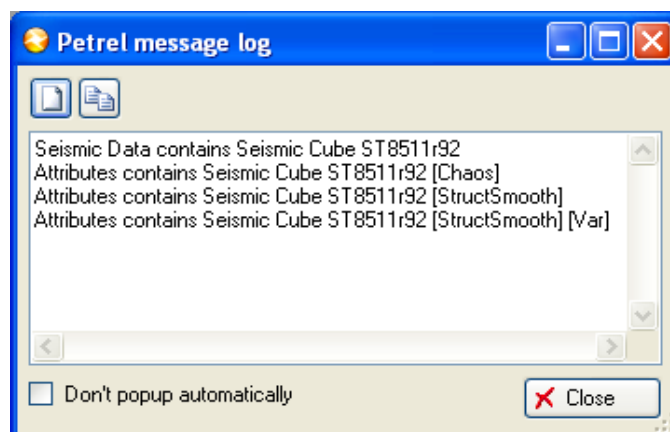 Petrel message log
Seismic Data contains Seismic Cube ST8511r92
Attributes contains Seismic Cube ST8511r92 [Chaos]
Attributes contains Seismic Cube ST8511r92 [StructSmooth]
Attributes contains Seismic Cube ST8511r92 [StructSmooth] [Var]
Don't popup automatically
Close